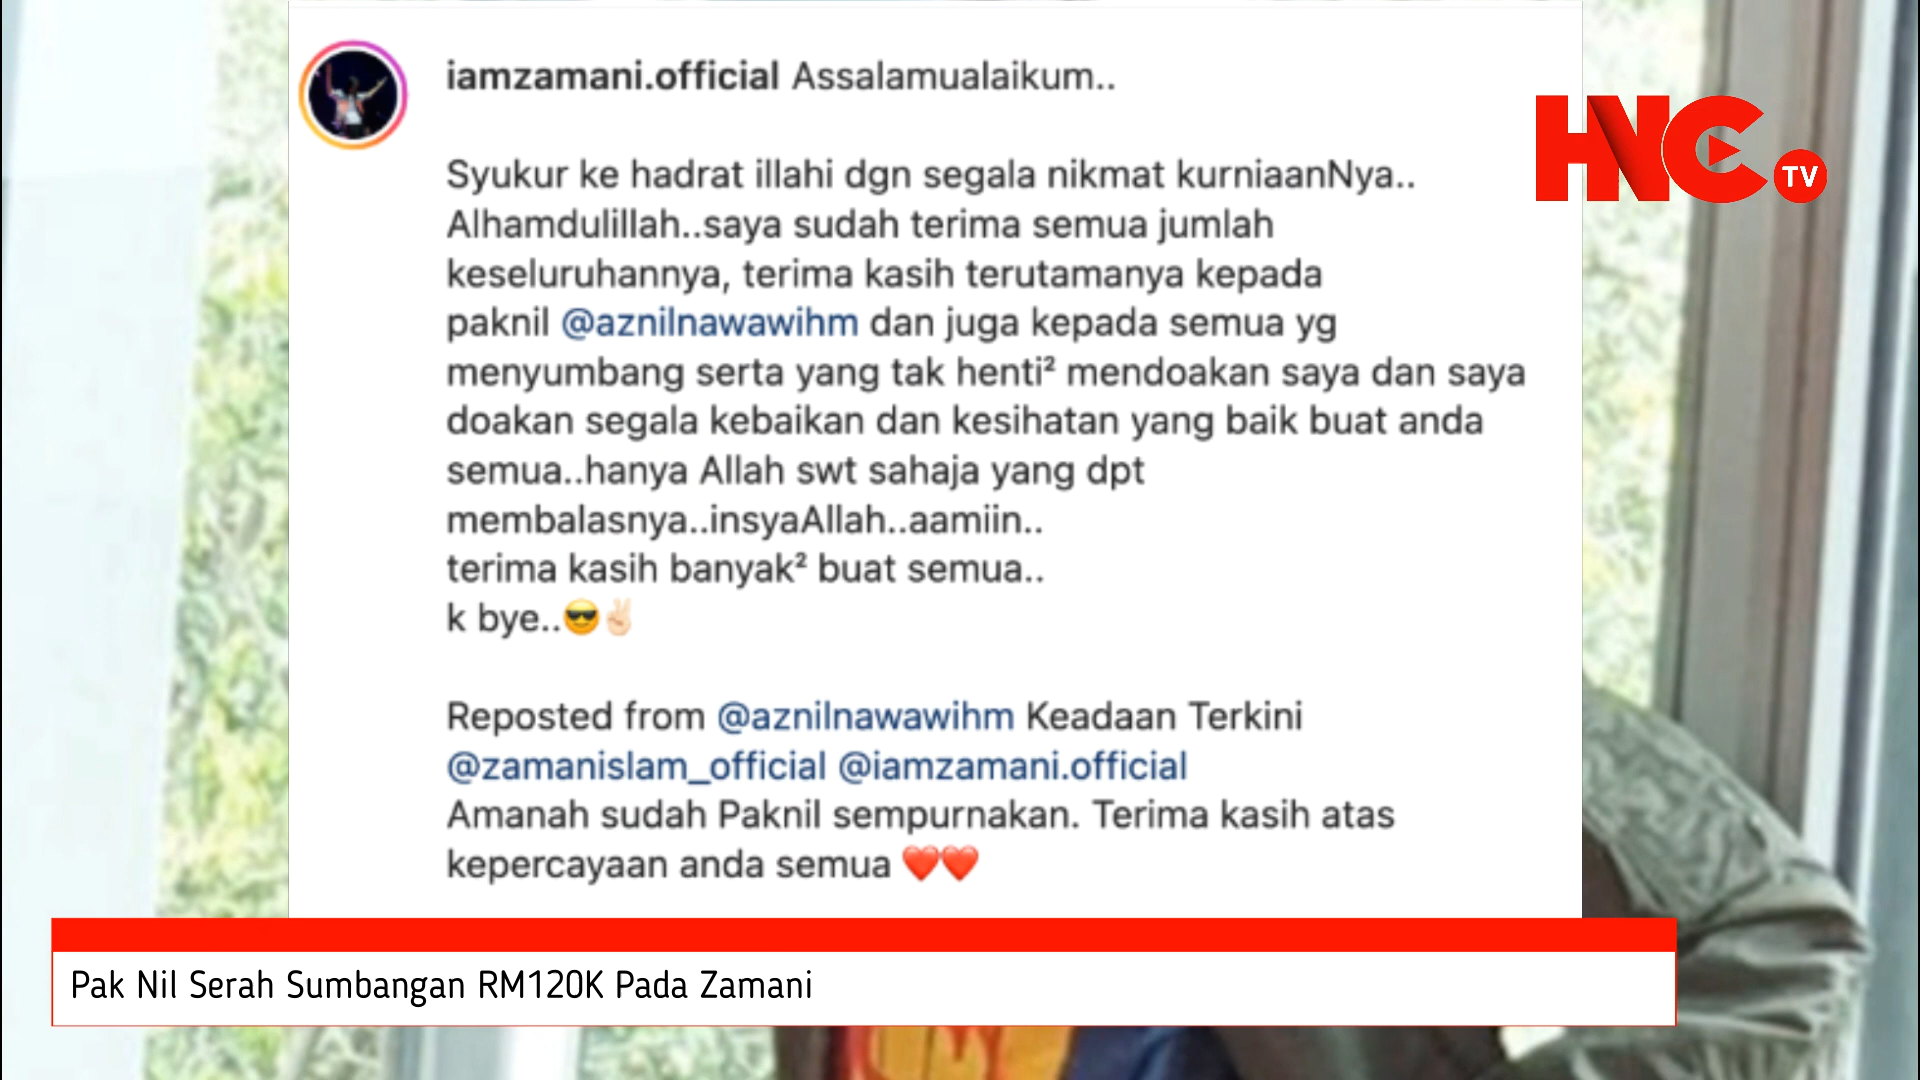 iamzamani.official Assalamualaikum..
Syukur ke hadrat illahi dgn segala nikmat kurniaanNya..
Alhamdulillah..saya sudah terima semua jumlah
keseluruhannya, terima kasih terutamanya kepada
paknil @aznilnawawihm dan juga kepada semua yg
menyumbang serta yang tak henti² mendoakan saya dan saya
doakan segala kebaikan dan kesihatan yang baik buat anda
semua..hanya Allah swt sahaja yang dpt
membalasnya..insyaAllah..aamiin..
terima kasih banyak² buat semua..
k bye..😎✌🏻
Reposted from @aznilnawawihm Keadaan Terkini
@zamanislam_official @iamzamani.official
Amanah sudah Paknil sempurnakan. Terima kasih atas
kepercayaan anda semua ❤️❤️
HNC TV
Pak Nil Serah Sumbangan RM120K Pada Zamani